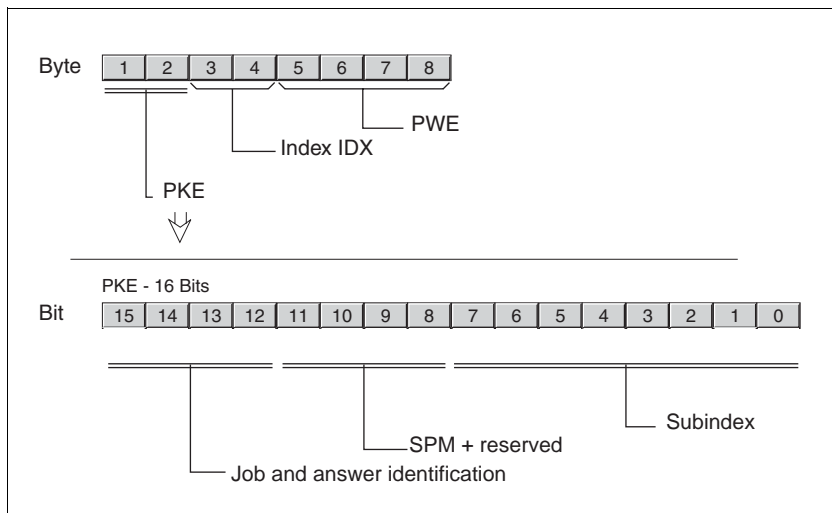 Byte 1 2 3 4 5 6 7 8
PWE
Index IDX
PKE
PKE - 16 Bits
Bit 15 14 13 12 11 10 9 8 7 6 5 4 3 2 1 0
Subindex
SPM + reserved
Job and answer identification